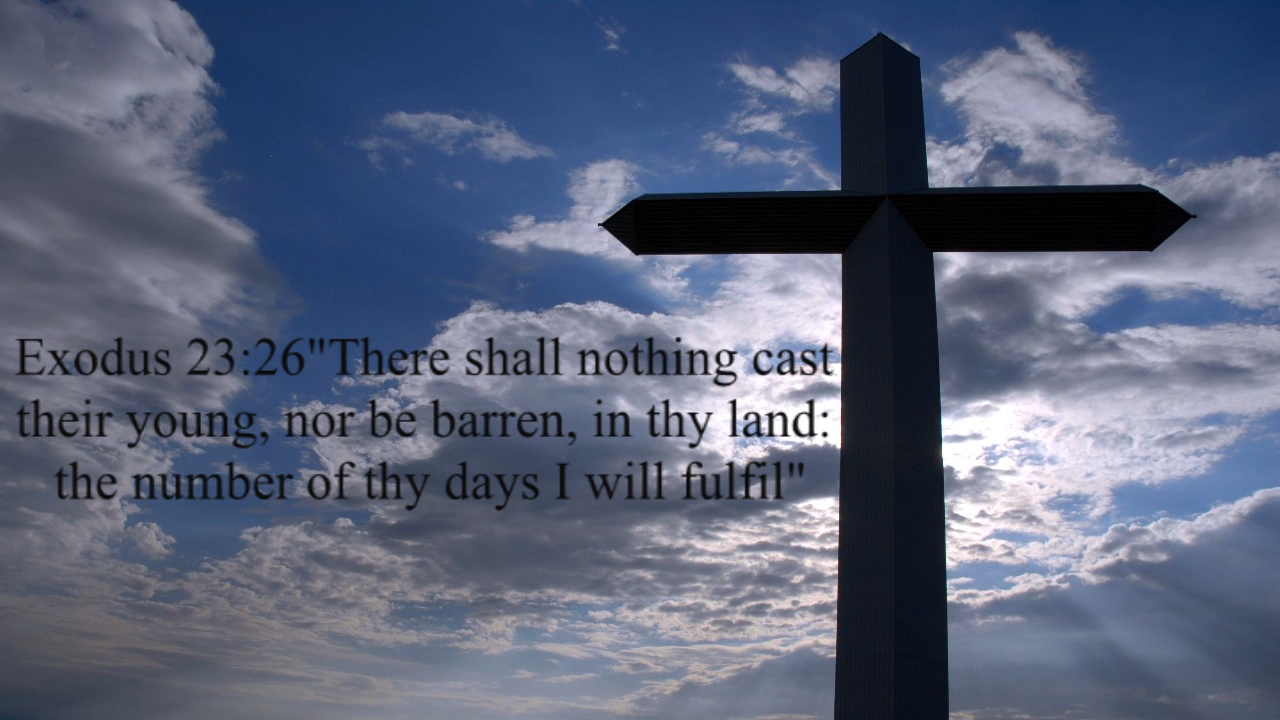 Exodus 23:26"There shall nothing cast
their young, nor be barren, in thy land:
the number of thy days I will fulfil"